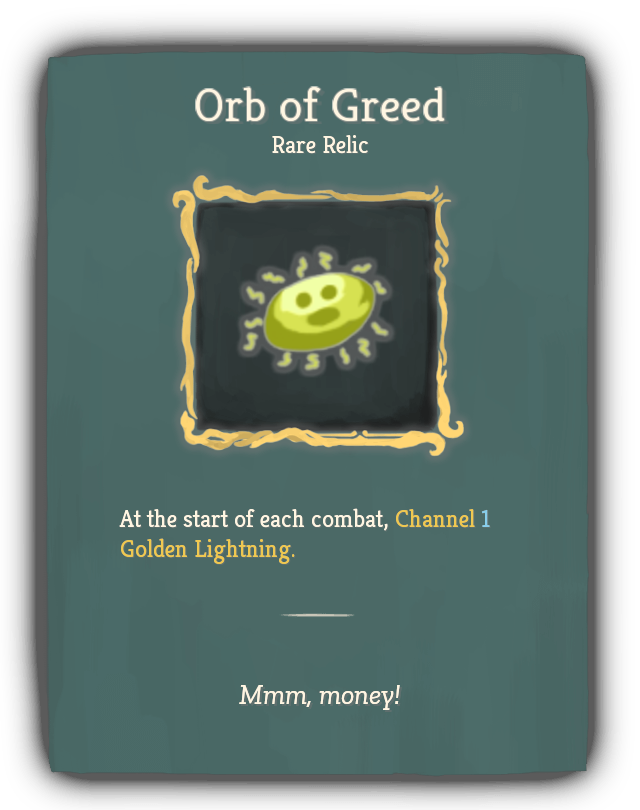 Orb of Greed
Rare Relic
At the start of each combat, Channel 1
Golden Lightning.
Mmm, money!